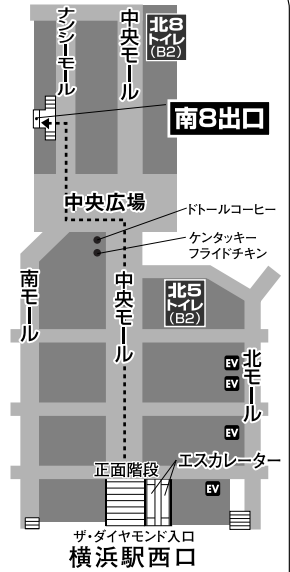 ナンシーモール
中央モール
北8
トイレ
(B2)
南8出口
中央広場
ドトールコーヒー
ケンタッキー
フライドチキン
南モール
中央モール
北5
トイレ
(B2)
北モール
EV
EV
EV
エスカレーター
正面階段
EV
ザ・ダイヤモンド入口
横浜駅西口